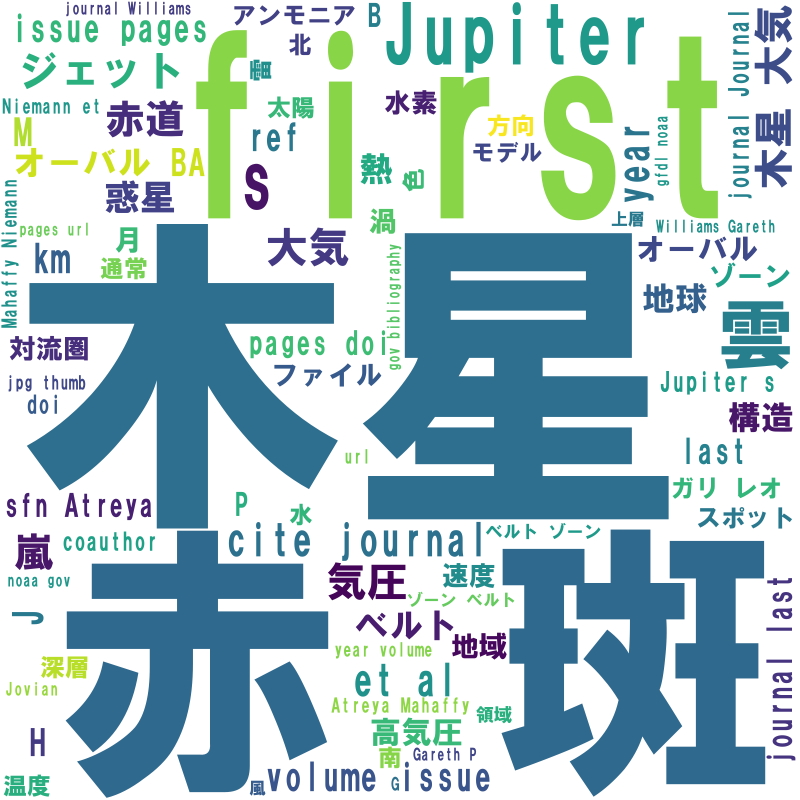 journal Williams
issue pages
アンモニア
B
Jupiter
first
journal Journal
大気
ジェット
北
雷
Niemann et
赤道
太陽
水素
M
ref
方向
木星
オーバル BA
S
熱
モデル
year
gfdl noaa
惑星
色
Mahaffy Niemann
pages url
月
大気
渦
上層
Williams Gareth
km
通常
オーバル
ゾーン
木星
地球
gov bibliography
雲
対流圏
pages doi
ファイル
jpg thumb
doi
Jupiter s
構造
url
last
sfn Atreya
P
水
ガリ レオ
スポット
嵐
coauthor
cite journal
ベルト ゾーン
noaa gov
赤斑
気圧
速度
ゾーン ベルト
J
ベルト
地域
journal last
year volume
深層
Jovian
et al
Atreya Mahaffy
領域
H
高気圧
南
Gareth P
温度
風
volume
G
issue